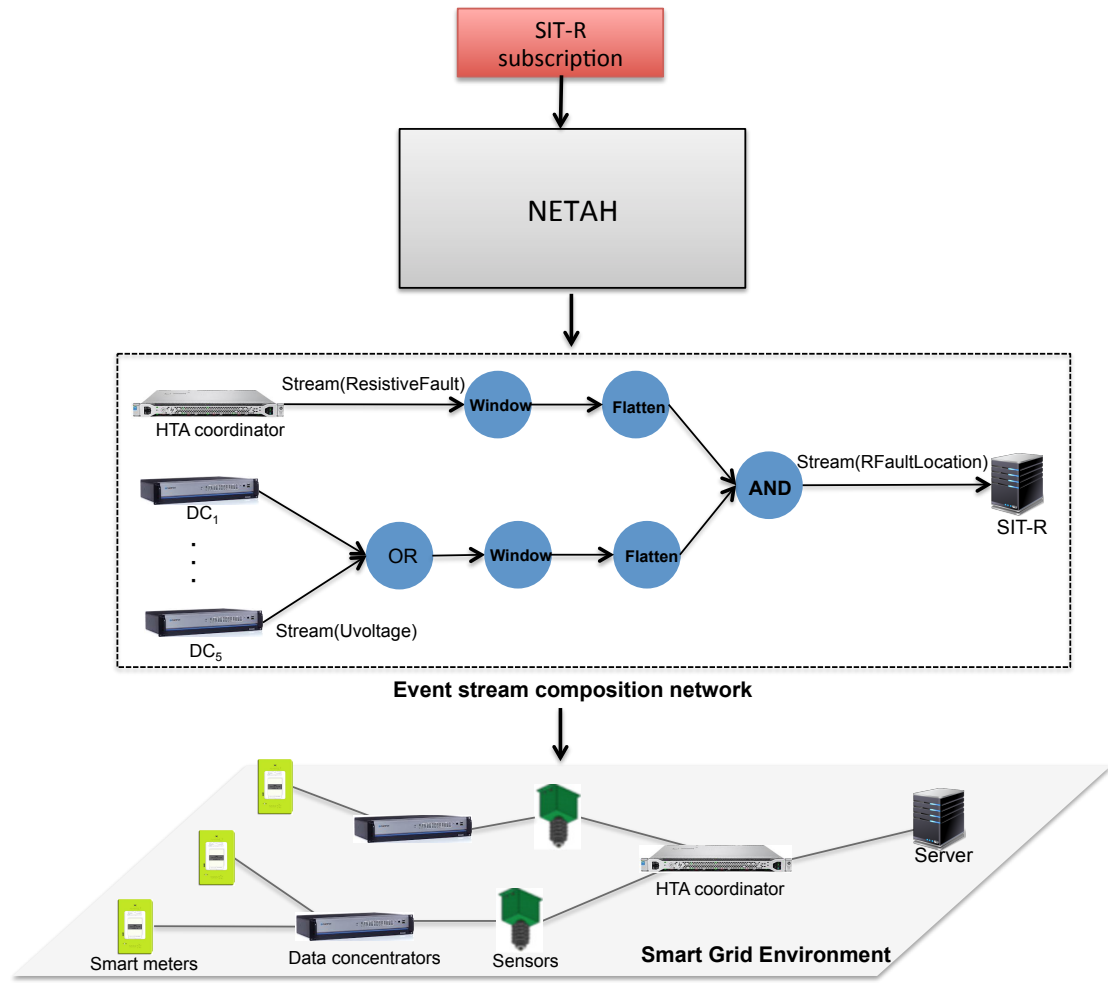 SIT-R
subscription
NETAH
Stream(ResistiveFault)
Window
Flatten
HTA coordinator
Stream(RFaultLocation)
AND
DC1
SIT-R
OR
Window
Flatten
Stream(Uvoltage)
DC5
Event stream composition network
Server
HTA coordinator
Smart meters
Data concentrators
Sensors
Smart Grid Environment